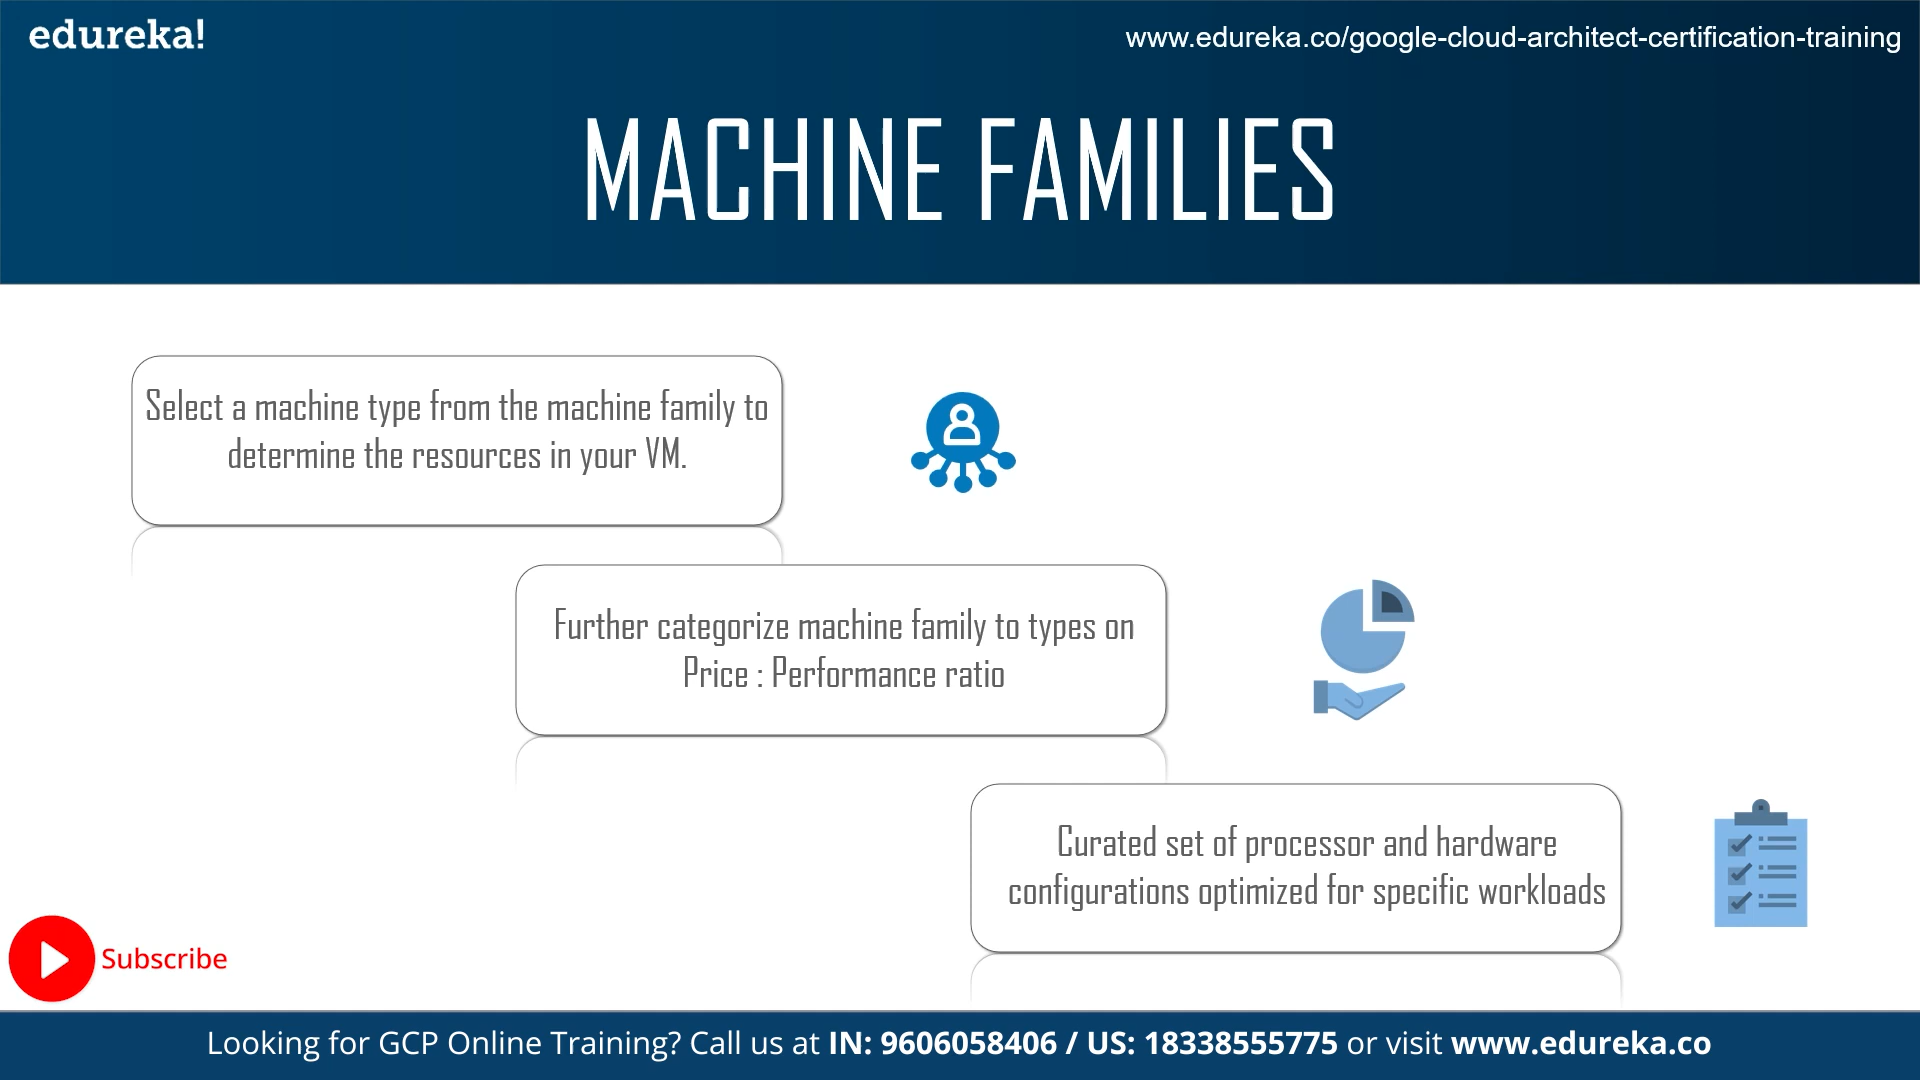 edureka!
www.edureka.co/google-cloud-architect-certification-training
MACHINE FAMILIES
Select a machine type from the machine family to
determine the resources in your VM.
Further categorize machine family to types on
Price : Performance ratio
Curated set of processor and hardware
configurations optimized for specific workloads
Subscribe
Looking for GCP Online Training? Call us at IN: 9606058406 / US: 18338555775 or visit www.edureka.co